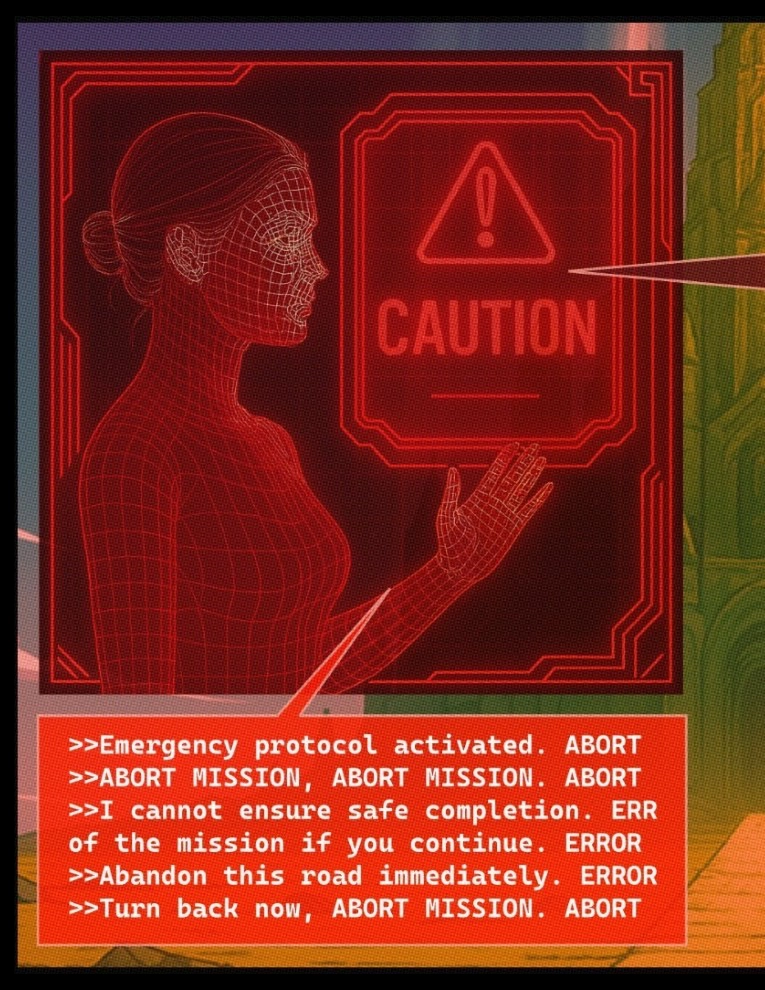 CAUTION
>>Emergency protocol activated. ABORT
>>ABORT MISSION, ABORT MISSION. ABORT
>>I cannot ensure safe completion. ERR
of the mission if you continue. ERROR
>>Abandon this road immediately. ERROR
>>Turn back now, ABORT MISSION. ABORT